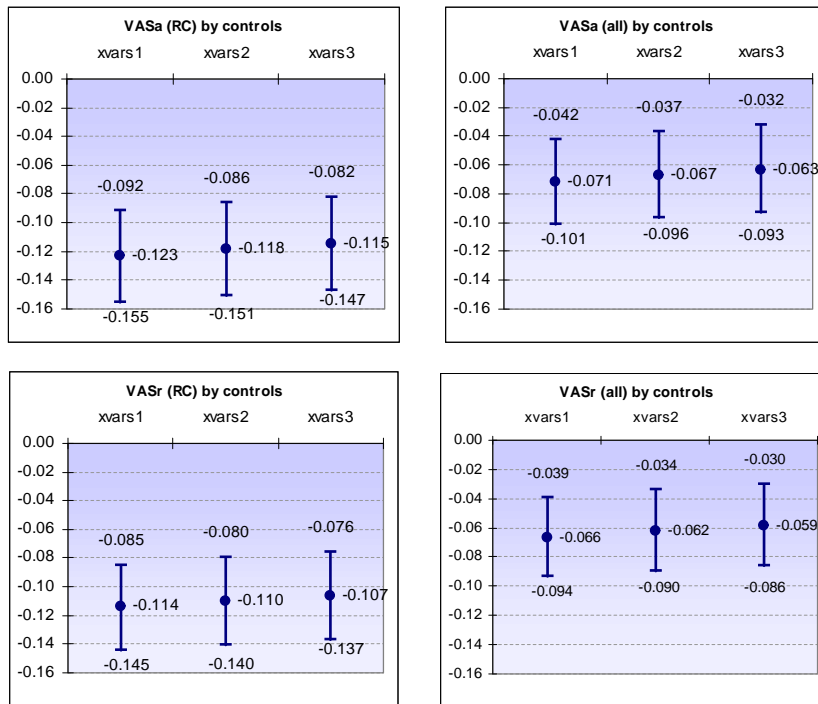 VASa (RC) by controls
xvars1 xvars2 xvars3
0.00
-0.02
-0.04
-0.06
-0.08
-0.10
-0.12
-0.14
-0.16
-0.092 -0.086 -0.082
-0.123 -0.118 -0.115
-0.155 -0.151 -0.147
VASa (all) by controls
xvars1 xvars2 xvars3
0.00
-0.02
-0.04
-0.06
-0.08
-0.10
-0.12
-0.14
-0.16
-0.042 -0.037 -0.032
-0.071 -0.067 -0.063
-0.101 -0.096 -0.093
VASr (RC) by controls
xvars1 xvars2 xvars3
0.00
-0.02
-0.04
-0.06
-0.08
-0.10
-0.12
-0.14
-0.16
-0.085 -0.080 -0.076
-0.114 -0.110 -0.107
-0.145 -0.140 -0.137
VASr (all) by controls
xvars1 xvars2 xvars3
0.00
-0.02
-0.04
-0.06
-0.08
-0.10
-0.12
-0.14
-0.16
-0.039 -0.034 -0.030
-0.066 -0.062 -0.059
-0.094 -0.090 -0.086